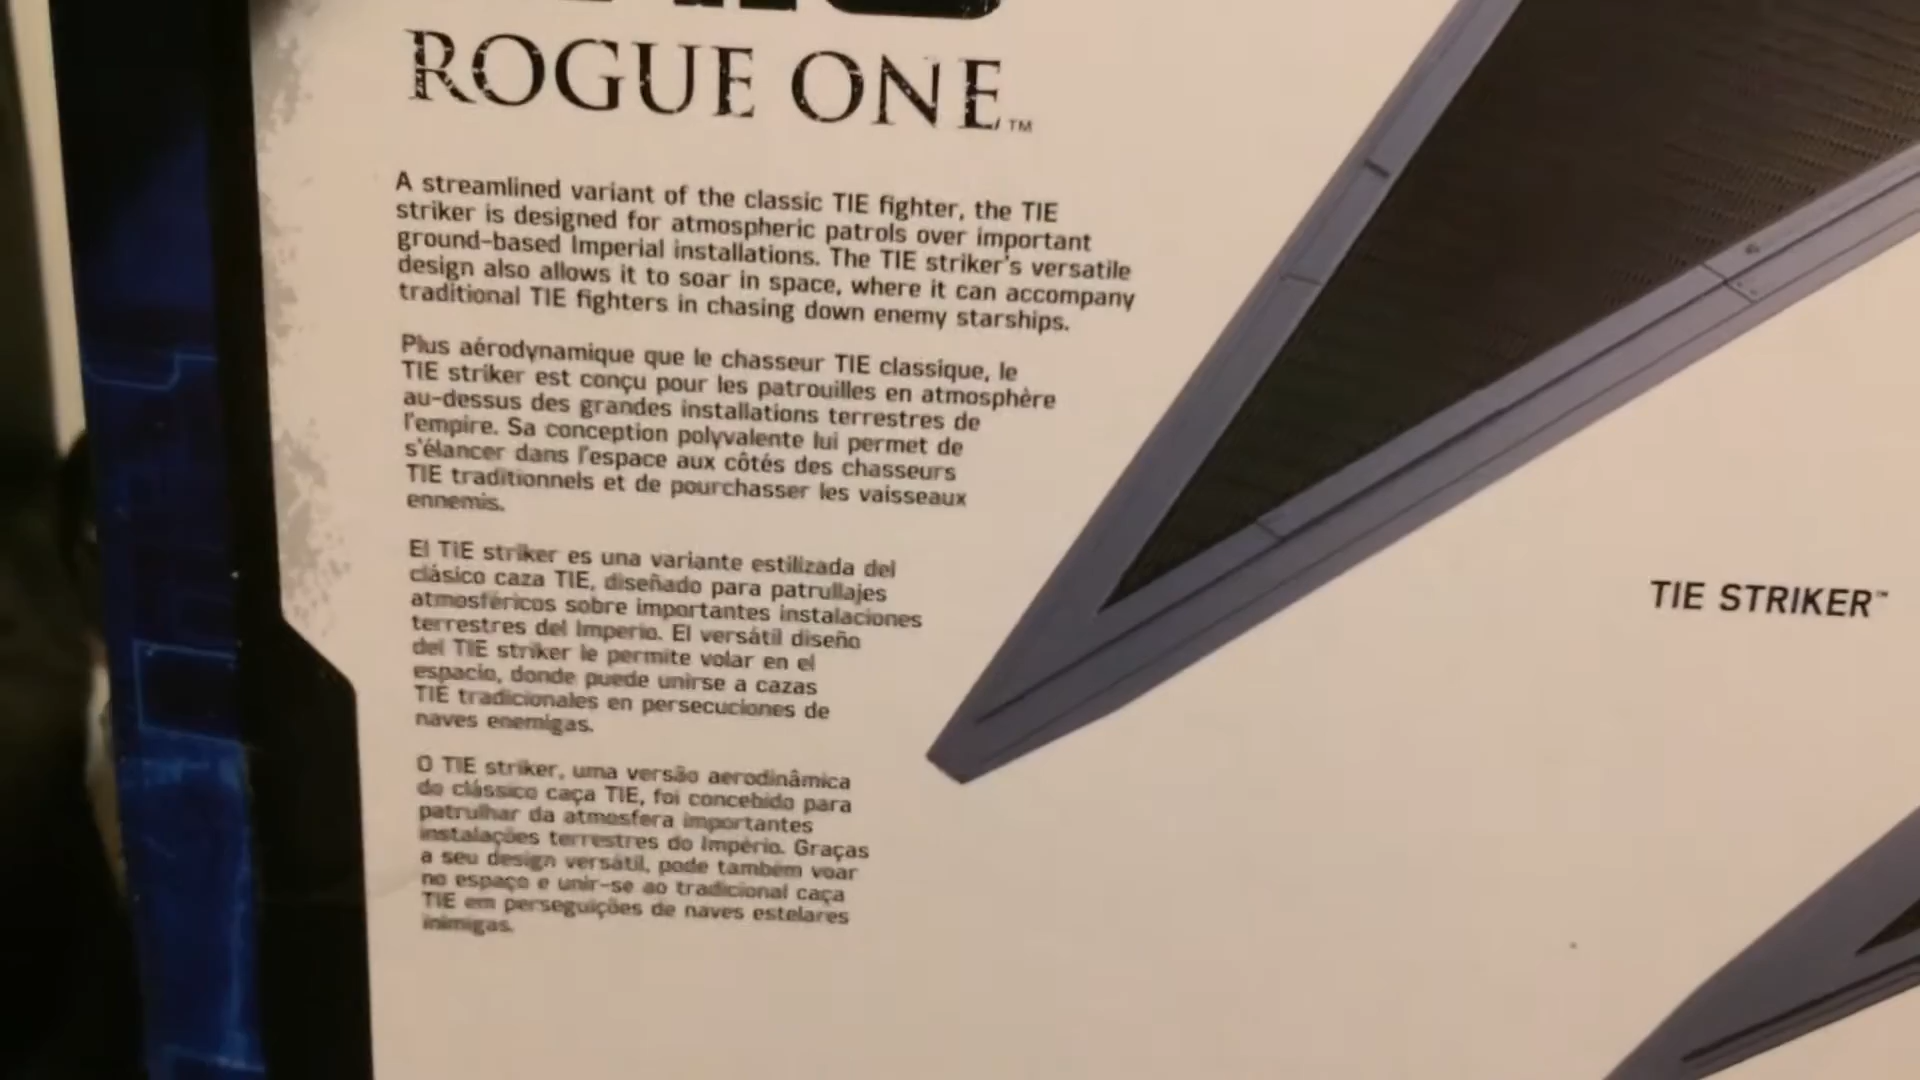 ROGUE ONE™
A streamlined variant of the classic TIE fighter, the TIE
striker is designed for atmospheric patrols over important
ground-based Imperial installations. The TIE striker's versatile
design also allows it to soar in space, where it can accompany
traditional TIE fighters in chasing down enemy starships.
Plus aérodynamique que le chasseur TIE classique, le
TIE striker est conçu pour les patrouilles en atmosphère
au-dessus des grandes installations terrestres de
l'empire. Sa conception polyvalente lui permet de
s'élancer dans l'espace aux côtés des chasseurs
TIE traditionnels et de pourchasser les vaisseaux
ennemis.
El TIE striker es una variante estilizada del
clásico caza TIE, diseñado para patrullajes
atmosféricos sobre importantes instalaciones
terrestres del Imperio. El versátil diseño
del TIE striker le permite volar en el
espacio, donde puede unirse a cazas
TIE tradicionales en persecuciones de
naves enemigas.
O TIE striker, uma versão aerodinâmica
do clássico caça TIE, foi concebido para
patrulhar da atmosfera importantes
instalações terrestres do Império. Graças
a seu design versátil, pode também voar
no espaço e unir-se ao tradicional caça
TIE em perseguições de naves estelares
inimigas.
TIE STRIKER™